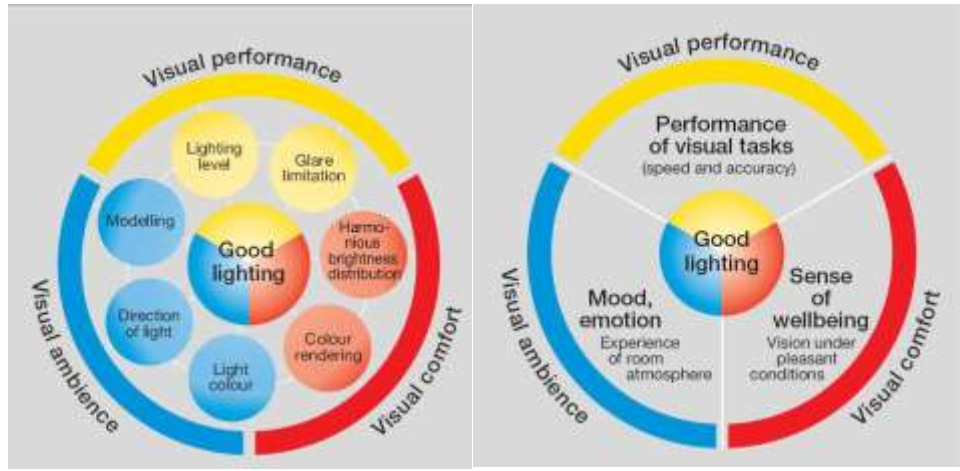 Visual performance
Lighting
level
Glare
limitation
Modelling
Good
lighting
Harmo-
nious
brightness
distribution
Direction
of light
Colour
rendering
Light
colour
Visual ambience
Visual comfort
Visual performance
Performance
of visual tasks
(speed and accuracy)
Good
lighting
Mood,
emotion
Experience
of room
atmosphere
Sense
of
wellbeing
Vision under
pleasant
conditions
Visual ambience
Visual comfort